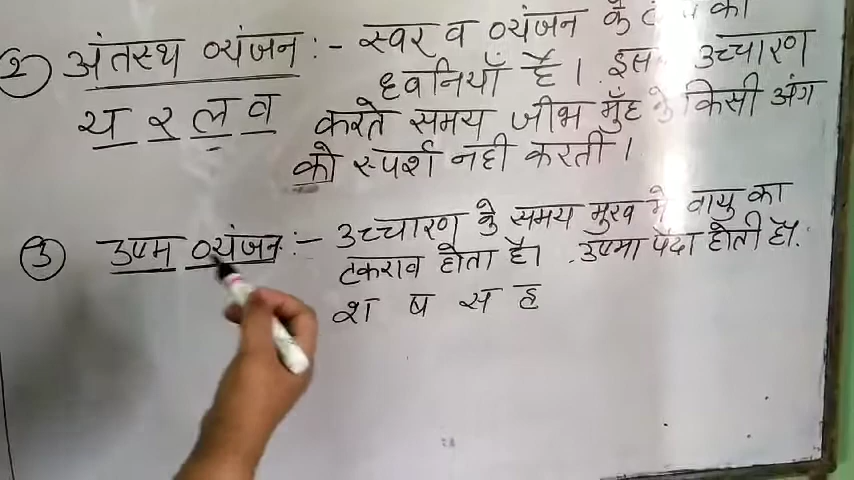 २ अंतस्थ व्यंजन :- स्वर व व्यंजन के का
ध्वनियाँ है। इस उच्चारण
य र ल व करते समय जीभ मुँह के किसी अंग
को स्पर्श नही करती।
③ उष्म व्यंजन :- उच्चारण के समय मुख मे वायु का
टकराव होता है। उष्मा पैदा होती है।
श ष स ह